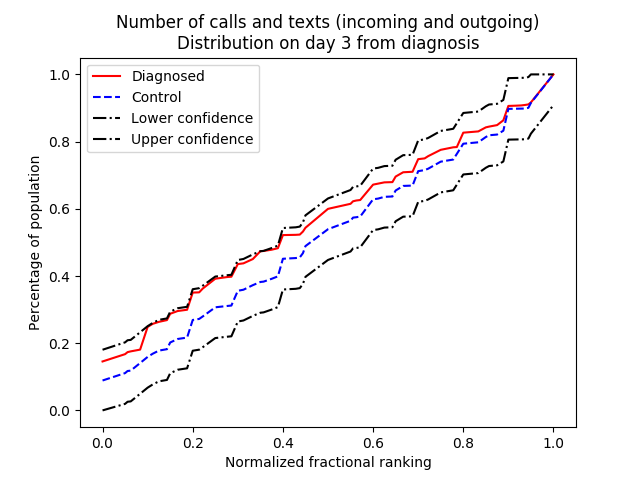 Number of calls and texts (incoming and outgoing)
Distribution on day 3 from diagnosis
Diagnosed
Control
Lower confidence
Upper confidence
Percentage of population
1.0
0.8
0.6
0.4
0.2
0.0
0.0 0.2 0.4 0.6 0.8 1.0
Normalized fractional ranking